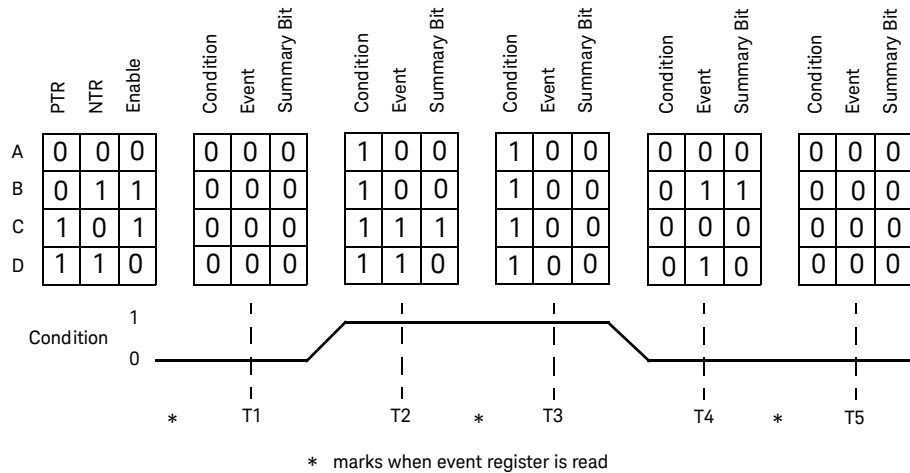 PTR NTR Enable Condition Event Summary Bit Condition Event Summary Bit Condition Event Summary Bit Condition Event Summary Bit Condition Event Summary Bit
A 0 0 0 0 0 0 1 0 0 1 0 0 0 0 0 0 0 0
B 0 1 1 0 0 0 1 0 0 1 0 0 0 1 1 0 0 0
C 1 0 1 0 0 0 1 1 1 1 0 0 0 0 0 0 0 0
D 1 1 0 0 0 0 1 1 0 1 0 0 0 1 0 0 0 0
1
Condition
0
* T1 T2 * T3 T4 * T5
* marks when event register is read